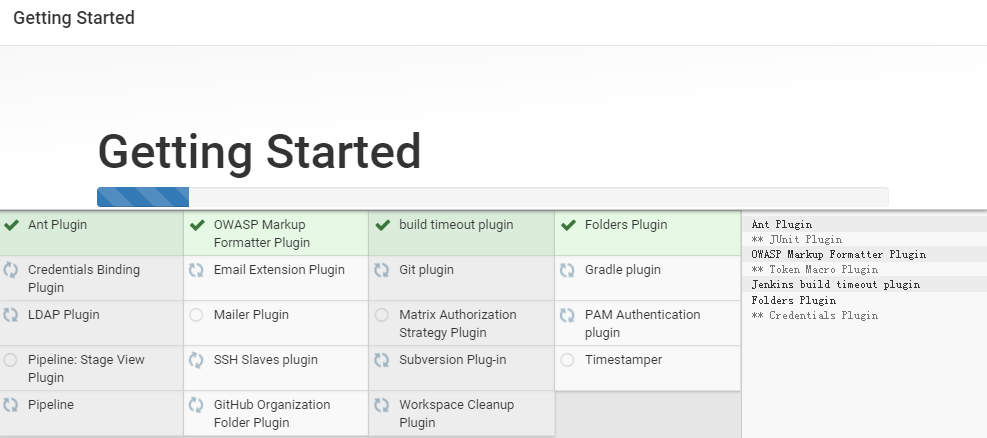 Getting Started
Getting Started
Ant Plugin
OWASP Markup
Formatter Plugin
build timeout plugin
Folders Plugin
Credentials Binding
Plugin
Email Extension Plugin
Git plugin
Gradle plugin
LDAP Plugin
Mailer Plugin
Matrix Authorization
Strategy Plugin
PAM Authentication
plugin
Pipeline: Stage View
Plugin
SSH Slaves plugin
Subversion Plug-in
Timestamper
Pipeline
GitHub Organization
Folder Plugin
Workspace Cleanup
Plugin
Ant Plugin
** JUnit Plugin
OWASP Markup Formatter Plugin
** Token Macro Plugin
Jenkins build timeout plugin
Folders Plugin
** Credentials Plugin